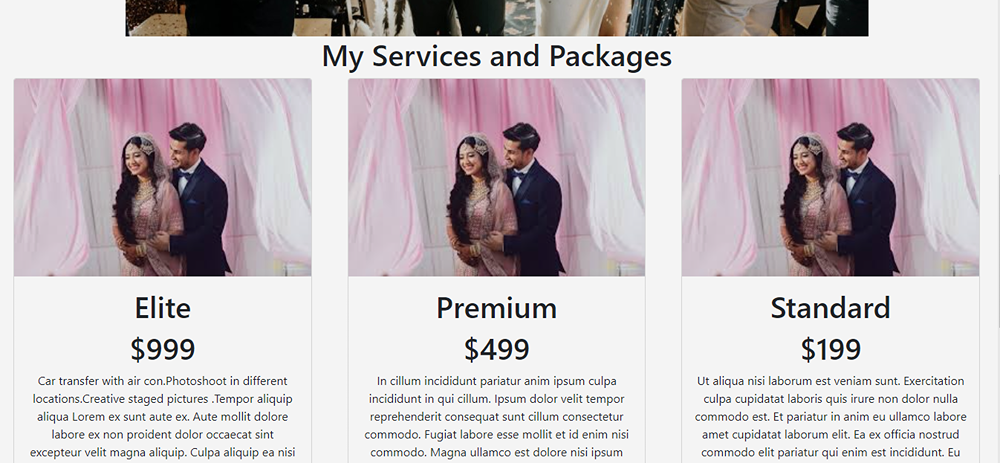 My Services and Packages
Elite
$999
Car transfer with air con.Photoshoot in different
locations.Creative staged pictures .Tempor aliquip
aliqua Lorem ex sunt aute ex. Aute mollit dolore
labore ex non proident dolor occaecat sint
excepteur velit magna aliquip. Culpa aliquip ea nisi
Premium
$499
In cillum incididunt pariatur anim ipsum culpa
incididunt in qui cillum. Ipsum dolor velit tempor
reprehenderit consequat sunt cillum consectetur
commodo. Fugiat labore esse mollit et id enim nisi
commodo. Magna ullamco est dolore nisi ipsum
Standard
$199
Ut aliqua nisi laborum est veniam sunt. Exercitation
culpa cupidatat laboris quis irure non dolor nulla
commodo est. Et pariatur in anim eu ullamco labore
amet cupidatat laborum elit. Ea ex officia nostrud
commodo elit pariatur qui enim est incididunt. Eu